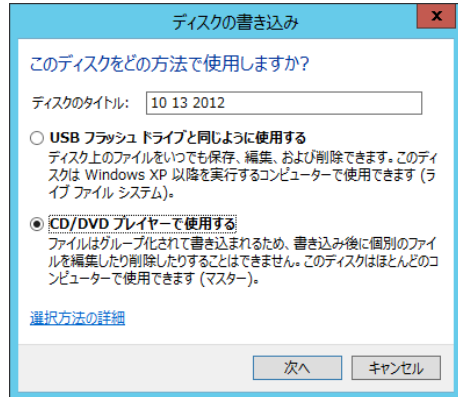 ディスクの書き込み
x
このディスクをどの方法で使用しますか?
ディスクのタイトル: 10 13 2012
USB フラッシュ ドライブと同じように使用する
ディスク上のファイルをいつでも保存、編集、および削除できます。このディ
スクは Windows XP 以降を実行するコンピューターで使用できます (ラ
イブ ファイル システム)。
CD/DVD プレイヤーで使用する
ファイルはグループ化されて書き込まれるため、書き込み後に個別のファイ
ルを編集したり削除したりすることはできません。このディスクはほとんどのコ
ンピューターで使用できます (マスター)。
選択方法の詳細
次へ キャンセル